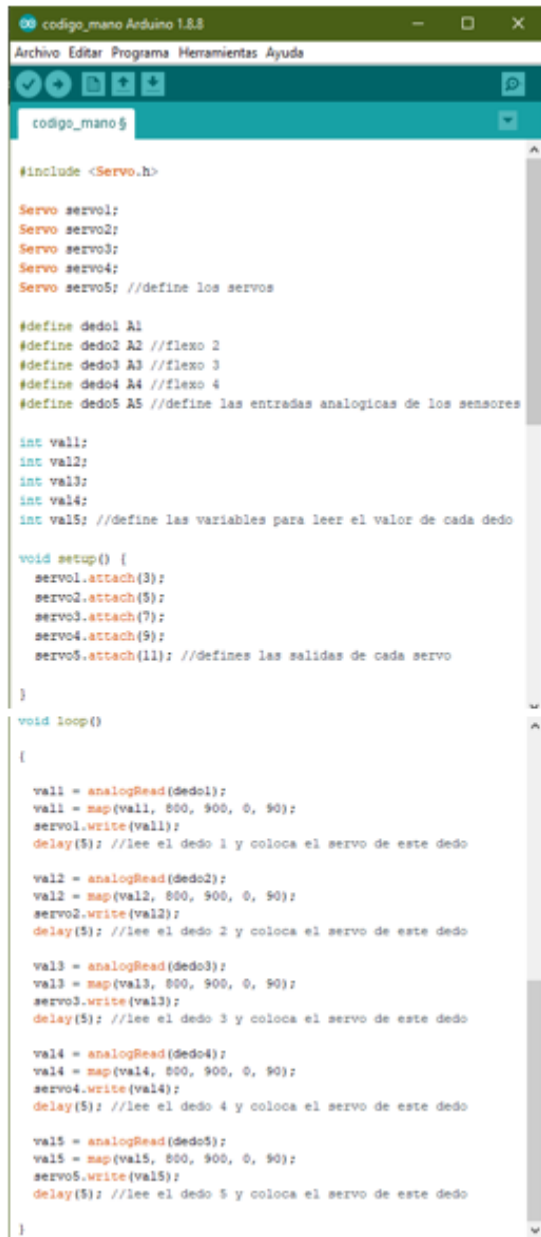 codigo_mano Arduino 1.8.8
Archivo Editar Programa Herramientas Ayuda
codigo_mano §
#include <Servo.h>
Servo servo1;
Servo servo2;
Servo servo3;
Servo servo4;
Servo servo5; //define los servos
#define dedo1 A1
#define dedo2 A2 //flexo 2
#define dedo3 A3 //flexo 3
#define dedo4 A4 //flexo 4
#define dedo5 A5 //define las entradas analogicas de los sensores
int val1;
int val2;
int val3;
int val4;
int val5; //define las variables para leer el valor de cada dedo
void setup() {
servo1.attach(3);
servo2.attach(5);
servo3.attach(7);
servo4.attach(9);
servo5.attach(11); //defines las salidas de cada servo
}
void loop()
{
val1 = analogRead(dedo1);
val1 = map(val1, 800, 900, 0, 90);
servo1.write(val1);
delay(5); //lee el dedo 1 y coloca el servo de este dedo
val2 = analogRead(dedo2);
val2 = map(val2, 800, 900, 0, 90);
servo2.write(val2);
delay(5); //lee el dedo 2 y coloca el servo de este dedo
val3 = analogRead(dedo3);
val3 = map(val3, 800, 900, 0, 90);
servo3.write(val3);
delay(5); //lee el dedo 3 y coloca el servo de este dedo
val4 = analogRead(dedo4);
val4 = map(val4, 800, 900, 0, 90);
servo4.write(val4);
delay(5); //lee el dedo 4 y coloca el servo de este dedo
val5 = analogRead(dedo5);
val5 = map(val5, 800, 900, 0, 90);
servo5.write(val5);
delay(5); //lee el dedo 5 y coloca el servo de este dedo
}